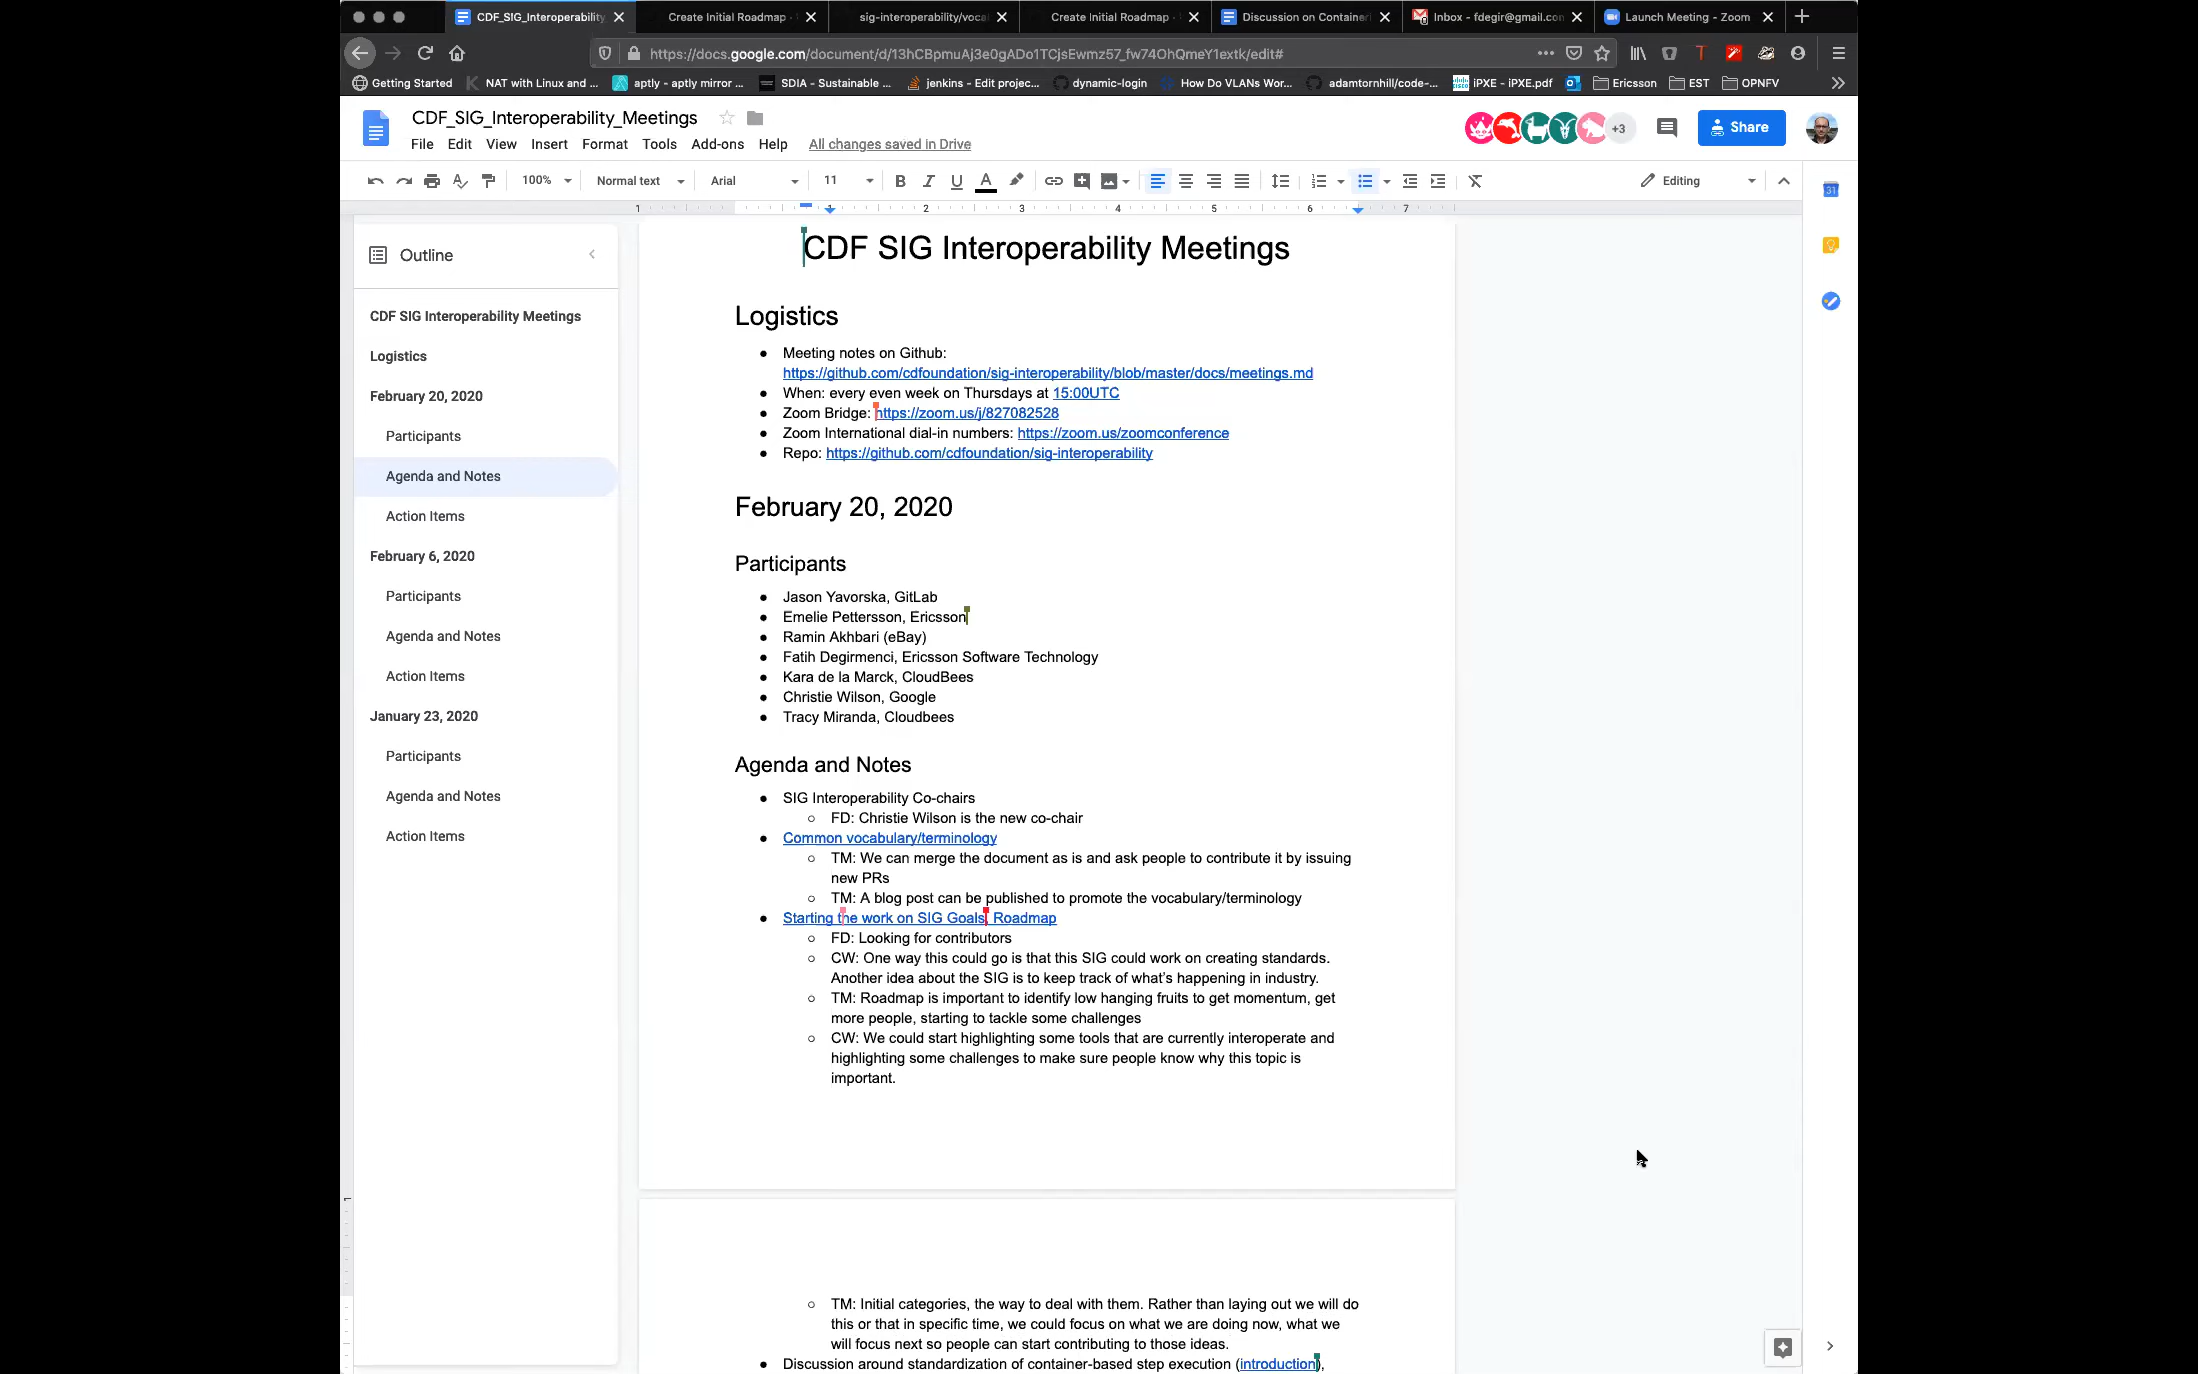 CDF_SIG_Interoperability
Create Initial Roadmap ·
sig-interoperability/voca
Create Initial Roadmap ·
Discussion on Container
Inbox - fdegir@gmail.con
Launch Meeting - Zoom
https://docs.google.com/document/d/13hCBpmuAj3e0gADo1TCjsEwmz57_fw74OhQmeY1extk/edit#
Getting Started
NAT with Linux and ...
aptly - aptly mirror ...
SDIA - Sustainable ...
jenkins - Edit projec...
dynamic-login
How Do VLANs Wor...
adamtornhill/code-...
iPXE - iPXE.pdf
Ericsson
EST
OPNFV
CDF_SIG_Interoperability_Meetings
File Edit View Insert Format Tools Add-ons Help All changes saved in Drive
+3
Share
100% Normal text Arial 11 B I U A
Editing
31
1 1 2 3 4 5 6 7
Outline
CDF SIG Interoperability Meetings
Logistics
February 20, 2020
Participants
Agenda and Notes
Action Items
February 6, 2020
Participants
Agenda and Notes
Action Items
January 23, 2020
Participants
Agenda and Notes
Action Items
CDF SIG Interoperability Meetings
Logistics
● Meeting notes on Github:
https://github.com/cdfoundation/sig-interoperability/blob/master/docs/meetings.md
● When: every even week on Thursdays at 15:00UTC
● Zoom Bridge: https://zoom.us/j/827082528
● Zoom International dial-in numbers: https://zoom.us/zoomconference
● Repo: https://github.com/cdfoundation/sig-interoperability
February 20, 2020
Participants
● Jason Yavorska, GitLab
● Emelie Pettersson, Ericsson
● Ramin Akhbari (eBay)
● Fatih Degirmenci, Ericsson Software Technology
● Kara de la Marck, CloudBees
● Christie Wilson, Google
● Tracy Miranda, Cloudbees
Agenda and Notes
● SIG Interoperability Co-chairs
○ FD: Christie Wilson is the new co-chair
● Common vocabulary/terminology
○ TM: We can merge the document as is and ask people to contribute it by issuing
new PRs
○ TM: A blog post can be published to promote the vocabulary/terminology
● Starting the work on SIG Goals, Roadmap
○ FD: Looking for contributors
○ CW: One way this could go is that this SIG could work on creating standards.
Another idea about the SIG is to keep track of what's happening in industry.
○ TM: Roadmap is important to identify low hanging fruits to get momentum, get
more people, starting to tackle some challenges
○ CW: We could start highlighting some tools that are currently interoperate and
highlighting some challenges to make sure people know why this topic is
important.
○ TM: Initial categories, the way to deal with them. Rather than laying out we will do
this or that in specific time, we could focus on what we are doing now, what we
will focus next so people can start contributing to those ideas.
● Discussion around standardization of container-based step execution (introduction),